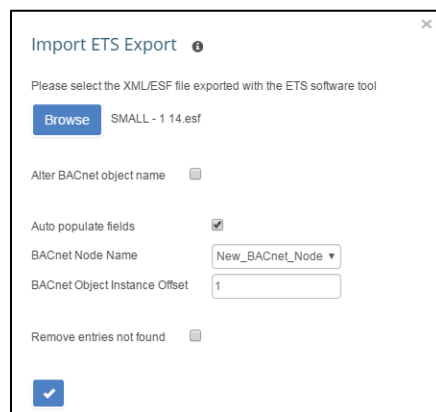 Import ETS Export
Please select the XML/ESF file exported with the ETS software tool
Browse SMALL - 1 14.esf
Alter BACnet object name
Auto populate fields
BACnet Node Name New_BACnet_Node
BACnet Object Instance Offset 1
Remove entries not found